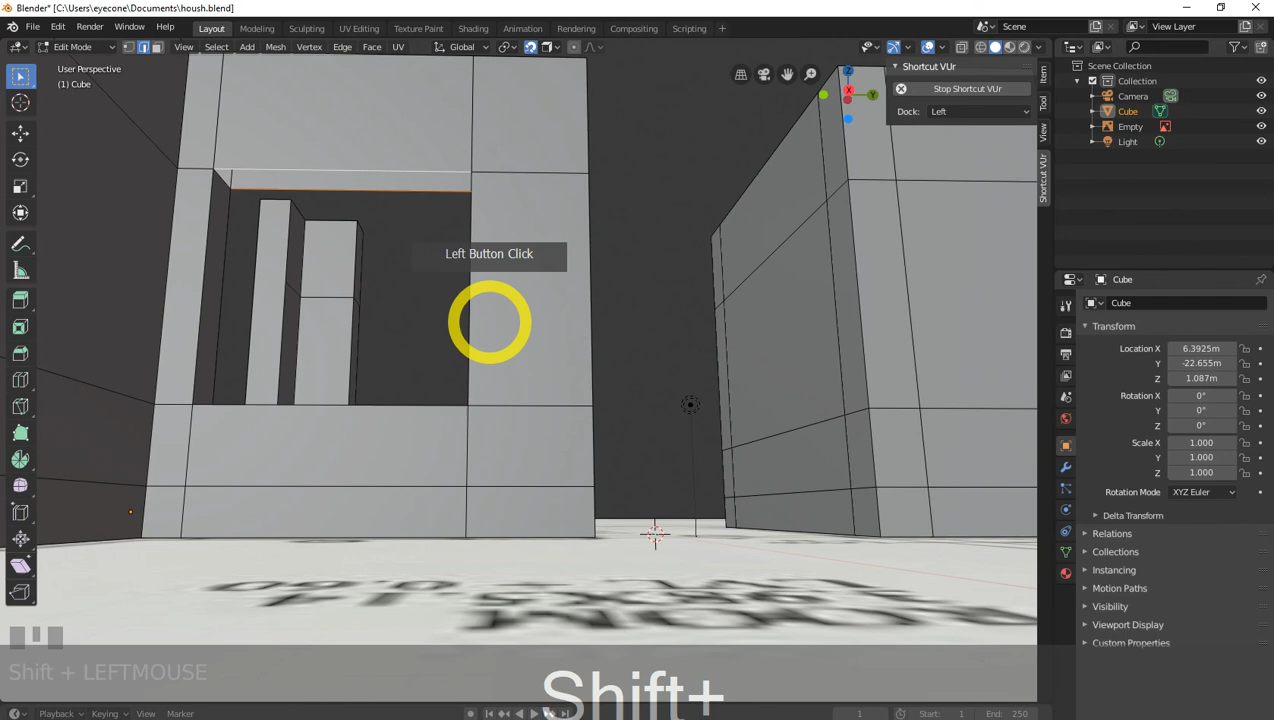 Blender* [C:\Users\eyecone\Documents\housh.blend]
File Edit Render Window Help Layout Modeling Sculpting UV Editing Texture Paint Shading Animation Rendering Compositing Scripting + Scene View Layer
Edit Mode View Select Add Mesh Vertex Edge Face UV Global
User Perspective
(1) Cube
Shortcut VUr
Stop Shortcut VUr
Dock: Left
Item
Tool
View
Shortcut VUr
X
Y
Z
Left Button Click
Scene Collection
Collection
Camera
Cube
Empty
Light
Cube
Cube
Transform
Location X 6.3925m
Y -22.655m
Z 1.087m
Rotation X 0°
Y 0°
Z 0°
Scale X 1.000
Y 1.000
Z 1.000
Rotation Mode XYZ Euler
Delta Transform
Relations
Collections
Instancing
Motion Paths
Visibility
Viewport Display
Custom Properties
Shift + LEFTMOUSE
Shift+
Playback Keying View Marker 1 Start: 1 End: 250